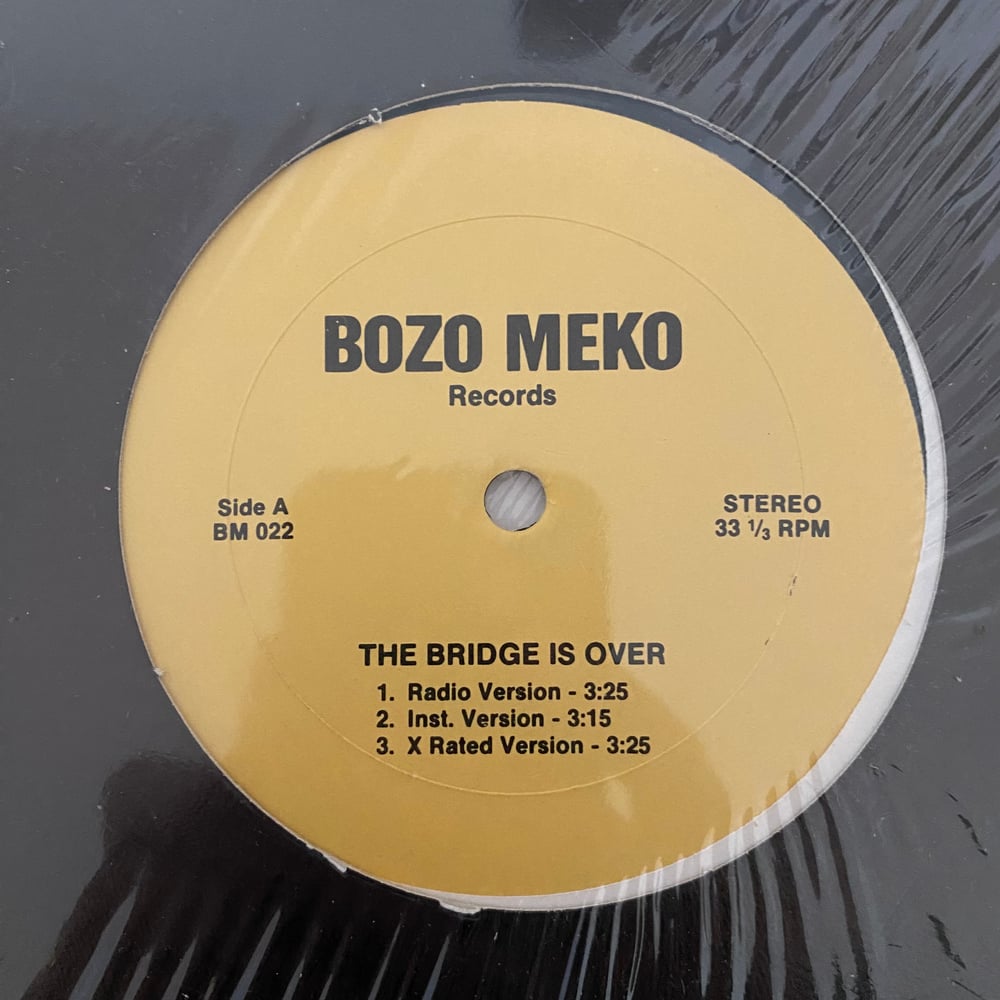 BOZO MEKO
Records
Side A
BM 022
STEREO
33 1/3 RPM
THE BRIDGE IS OVER
1. Radio Version - 3:25
2. Inst. Version - 3:15
3. X Rated Version - 3:25